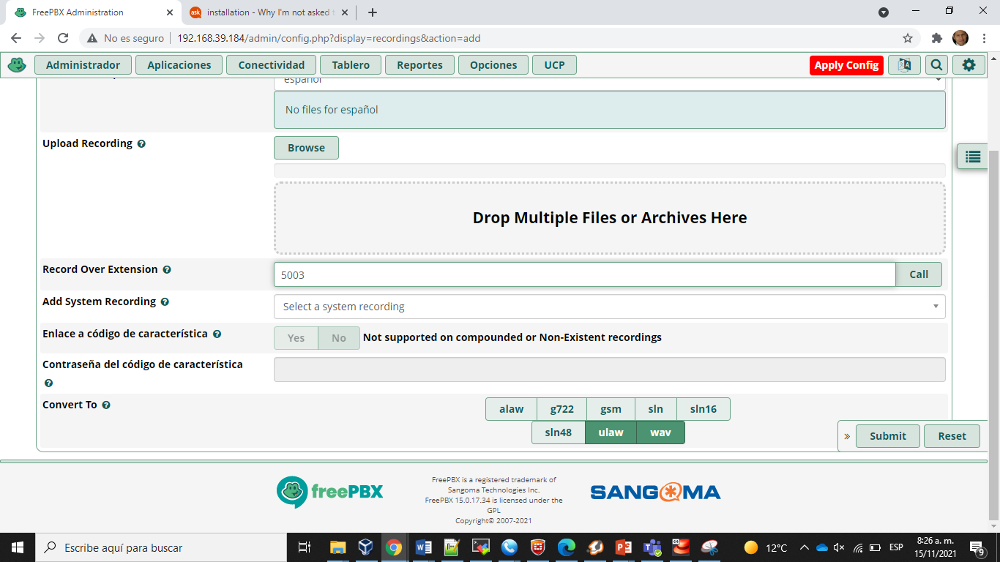 FreePBX Administration
installation - Why I'm not asked
No es seguro
192.168.39.184/admin/config.php?display=recordings&action=add
Administrador
Aplicaciones
Conectividad
Tablero
Reportes
Opciones
UCP
Apply Config
español
No files for español
Upload Recording
Browse
Drop Multiple Files or Archives Here
Record Over Extension
5003
Call
Add System Recording
Select a system recording
Enlace a código de característica
Yes
No
Not supported on compounded or Non-Existent recordings
Contraseña del código de característica
Convert To
alaw
g722
gsm
sln
sln16
sln48
ulaw
wav
»
Submit
Reset
freePBX
FreePBX is a registered trademark of
Sangoma Technologies Inc.
FreePBX 15.0.17.34 is licensed under the
GPL
Copyright© 2007-2021
SANGOMA
Escribe aquí para buscar
12°C
ESP
8:26 a. m.
15/11/2021
9